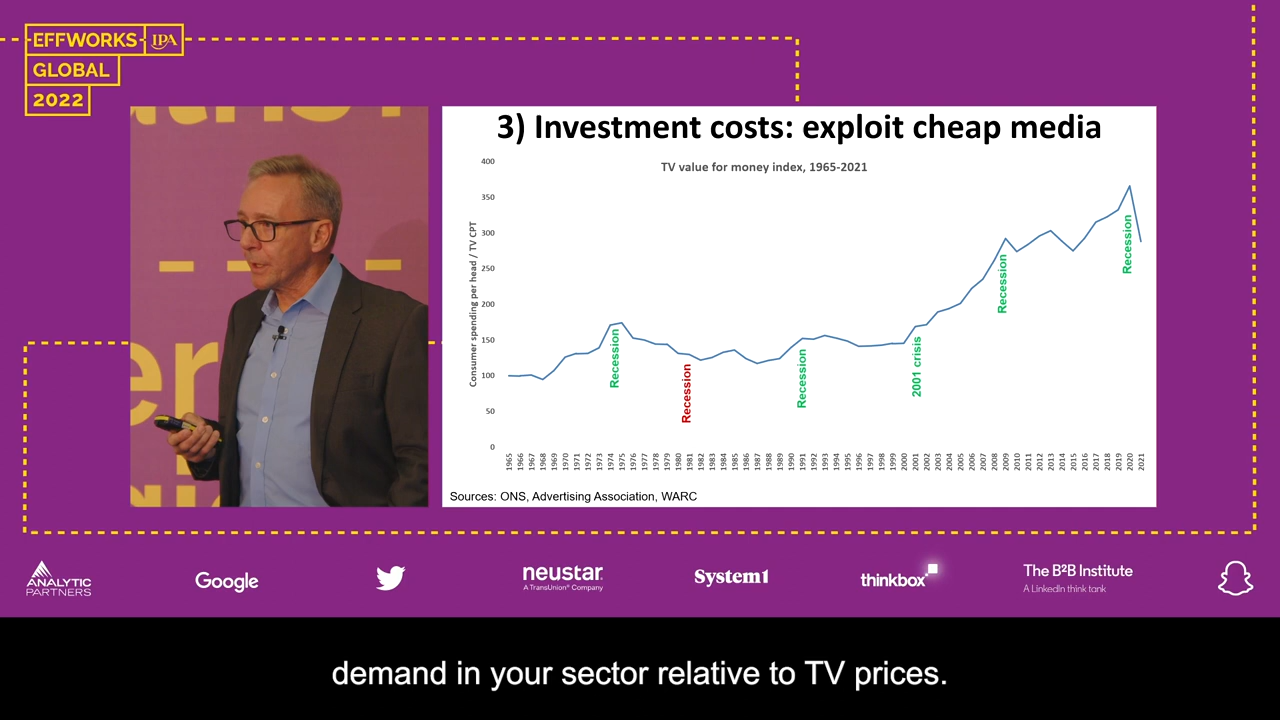 EFFWORKS IPA
GLOBAL
2022
3) Investment costs: exploit cheap media
TV value for money index, 1965-2021
Consumer spending per head / TV CPT
400
350
300
250
200
150
100
50
0
Recession
Recession
Recession
2001 crisis
Recession
Recession
1965 1966 1967 1968 1969 1970 1971 1972 1973 1974 1975 1976 1977 1978 1979 1980 1981 1982 1983 1984 1985 1986 1987 1988 1989 1990 1991 1992 1993 1994 1995 1996 1997 1998 1999 2000 2001 2002 2003 2004 2005 2006 2007 2008 2009 2010 2011 2012 2013 2014 2015 2016 2017 2018 2019 2020 2021
Sources: ONS, Advertising Association, WARC
ANALYTIC
PARTNERS
Google
neustar
A TransUnion® Company
System1
thinkbox
The B2B Institute
A LinkedIn think tank
demand in your sector relative to TV prices.